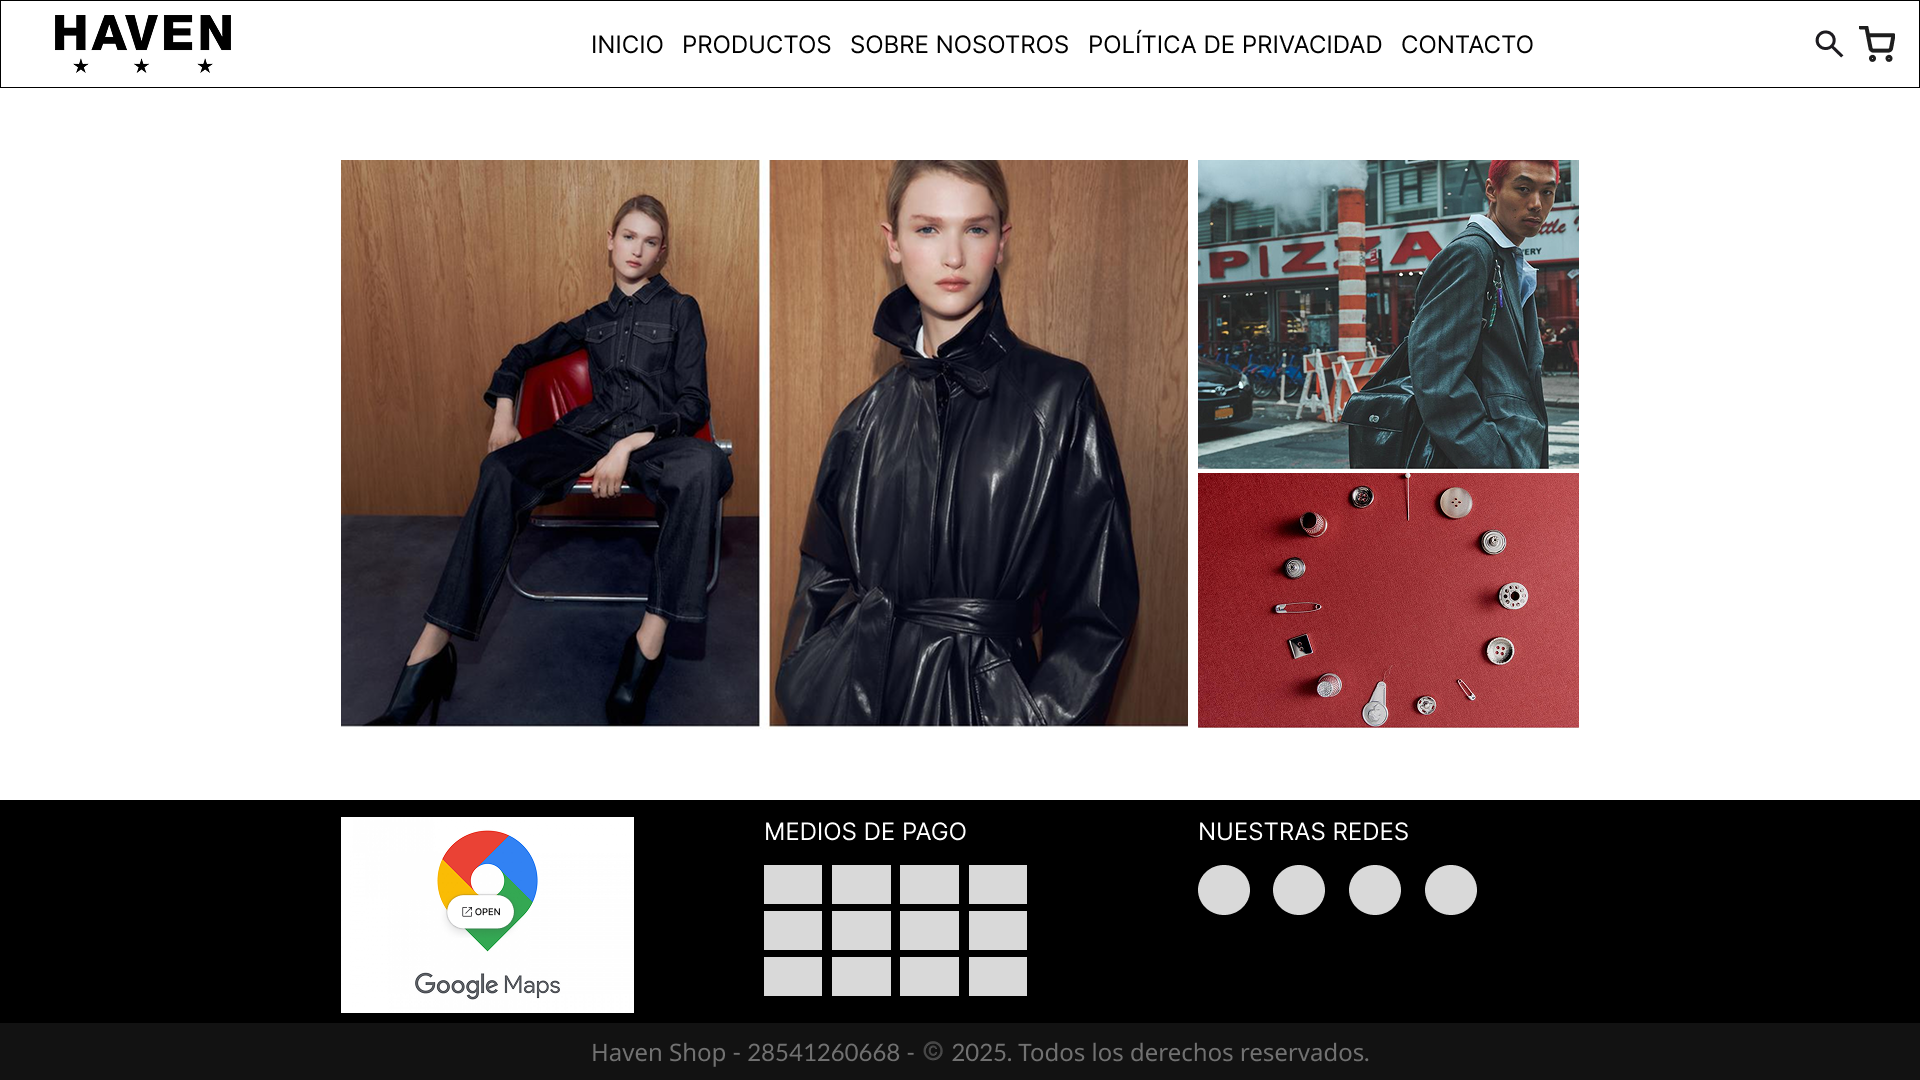 HAVEN
INICIO PRODUCTOS SOBRE NOSOTROS POLÍTICA DE PRIVACIDAD CONTACTO
PIZZA
MEDIOS DE PAGO
NUESTRAS REDES
OPEN
Google Maps
Haven Shop - 28541260668 - © 2025. Todos los derechos reservados.